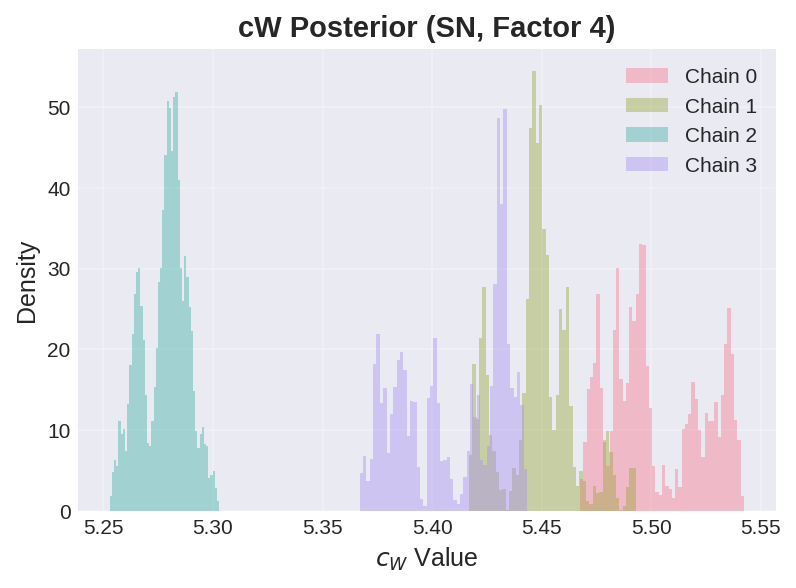 cW Posterior (SN, Factor 4)
Chain 0
Chain 1
Chain 2
Chain 3
Density
50
40
30
20
10
0
5.25 5.30 5.35 5.40 5.45 5.50 5.55
c_W Value